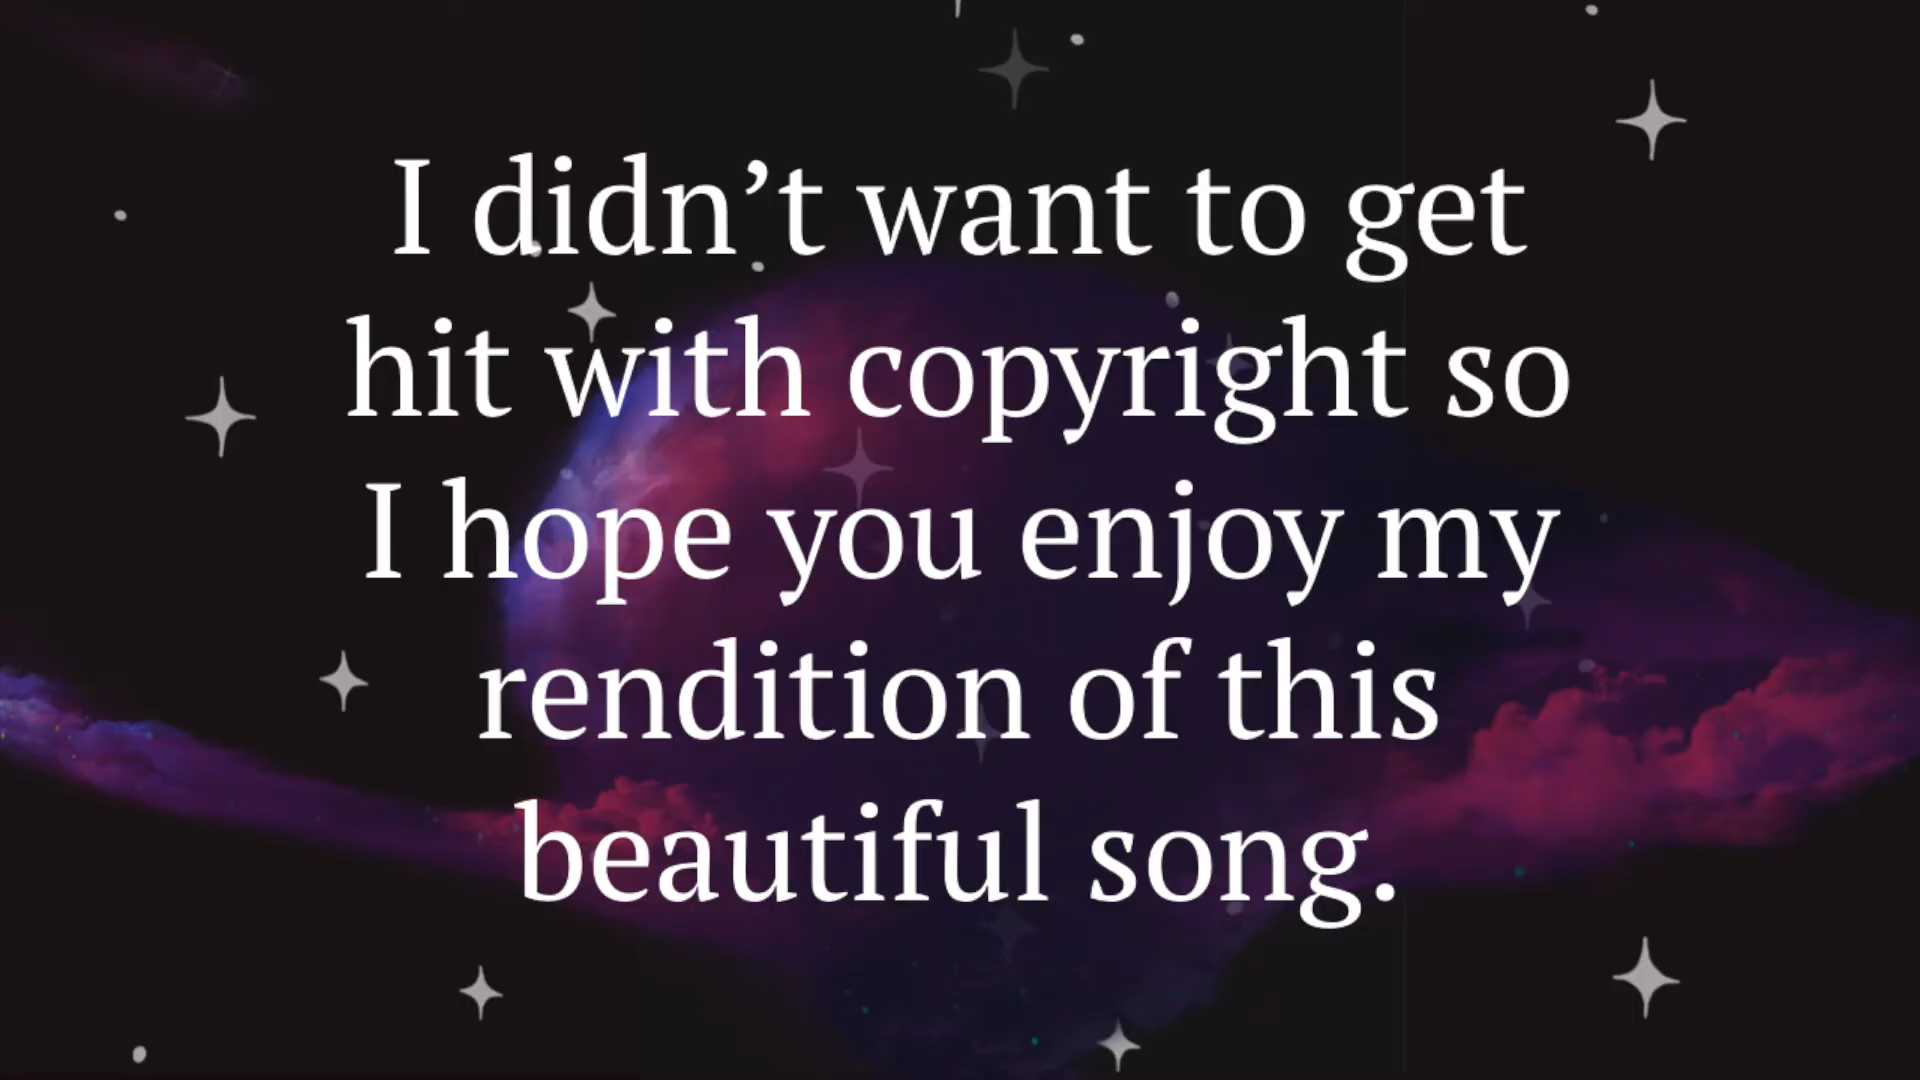 I didn’t want to get
hit with copyright so
I hope you enjoy my
rendition of this
beautiful song.